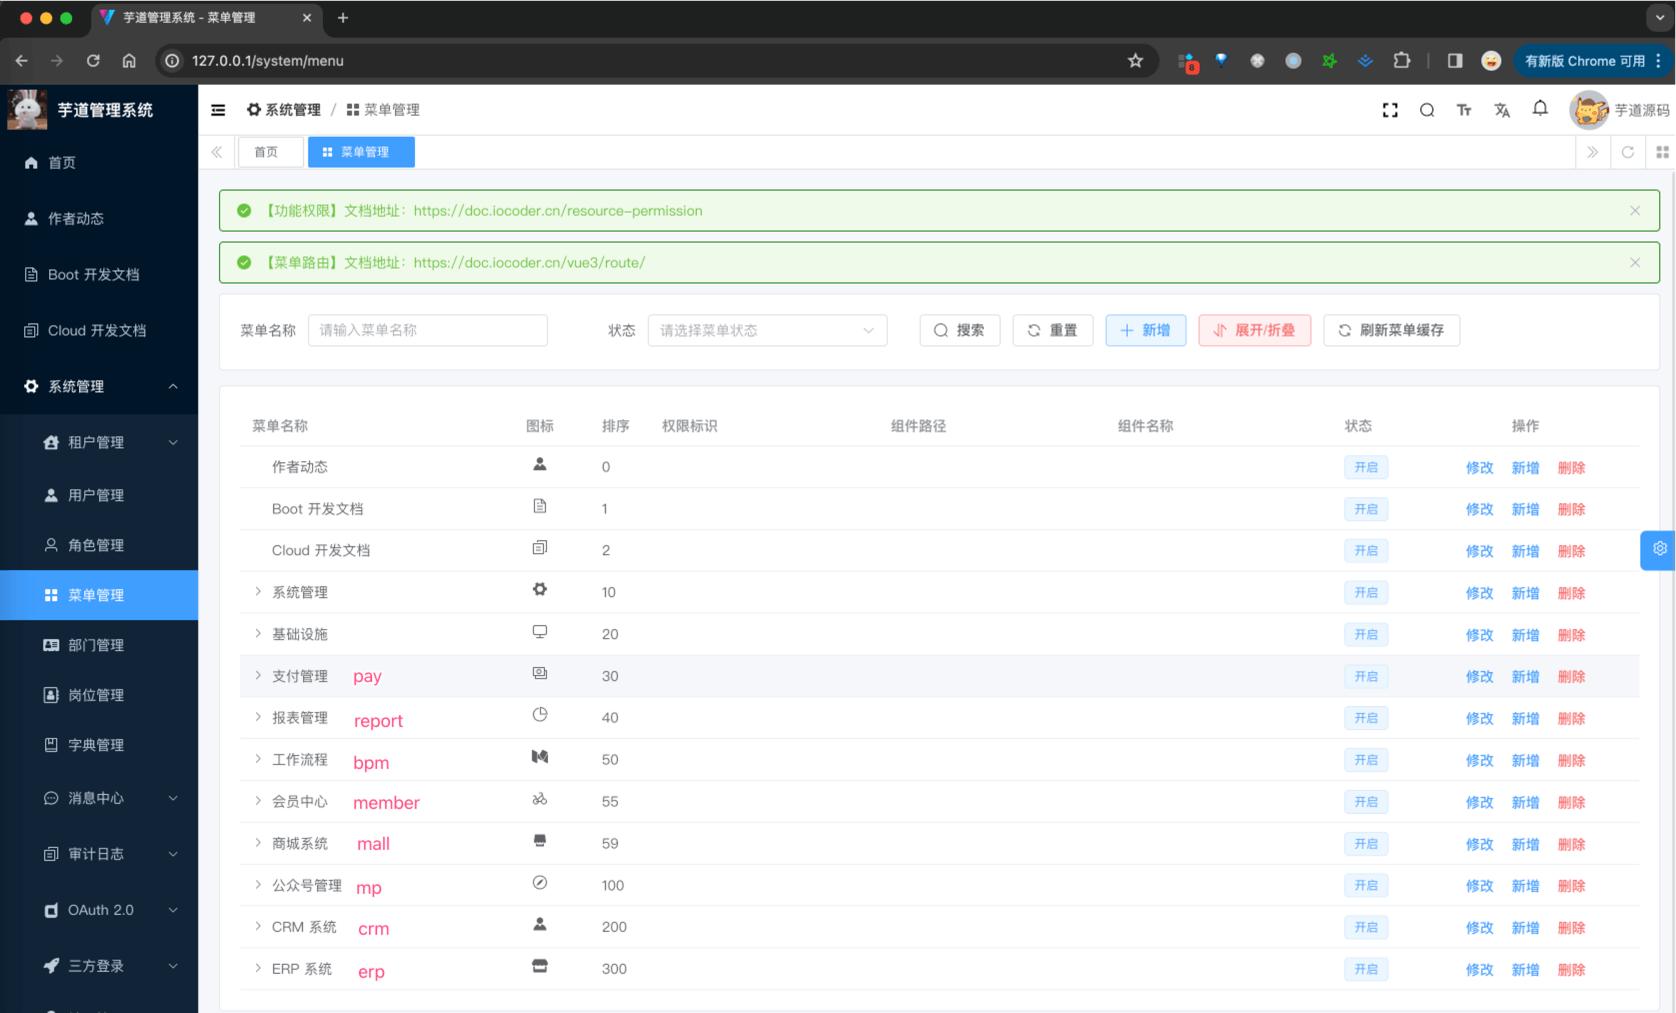 芋道管理系统 - 菜单管理
127.0.0.1/system/menu
8
有新版 Chrome 可用
芋道管理系统
系统管理 / 菜单管理
芋道源码
首页
菜单管理
首页
作者动态
Boot 开发文档
Cloud 开发文档
系统管理
租户管理
用户管理
角色管理
菜单管理
部门管理
岗位管理
字典管理
消息中心
审计日志
OAuth 2.0
三方登录
【功能权限】文档地址：https://doc.iocoder.cn/resource-permission
【菜单路由】文档地址：https://doc.iocoder.cn/vue3/route/
菜单名称 请输入菜单名称 状态 请选择菜单状态 搜索 重置 新增 展开/折叠 刷新菜单缓存
菜单名称 图标 排序 权限标识 组件路径 组件名称 状态 操作
作者动态 0 开启 修改 新增 删除
Boot 开发文档 1 开启 修改 新增 删除
Cloud 开发文档 2 开启 修改 新增 删除
系统管理 10 开启 修改 新增 删除
基础设施 20 开启 修改 新增 删除
支付管理 pay 30 开启 修改 新增 删除
报表管理 report 40 开启 修改 新增 删除
工作流程 bpm 50 开启 修改 新增 删除
会员中心 member 55 开启 修改 新增 删除
商城系统 mall 59 开启 修改 新增 删除
公众号管理 mp 100 开启 修改 新增 删除
CRM 系统 crm 200 开启 修改 新增 删除
ERP 系统 erp 300 开启 修改 新增 删除